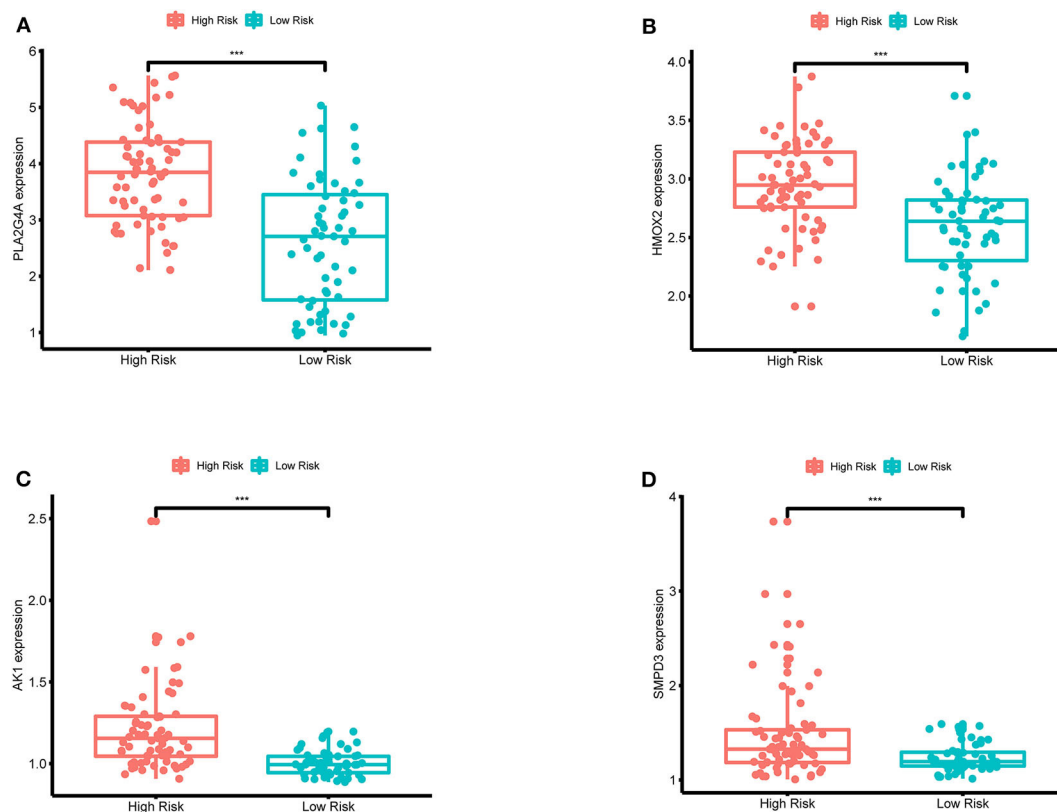 A
High Risk Low Risk
***
6
5
4
3
2
1
PLA2G4A expression
High Risk Low Risk
B
High Risk Low Risk
***
4.0
3.5
3.0
2.5
2.0
HMOX2 expression
High Risk Low Risk
C
High Risk Low Risk
***
2.5
2.0
1.5
1.0
AK1 expression
High Risk Low Risk
D
High Risk Low Risk
***
4
3
2
1
SMPD3 expression
High Risk Low Risk